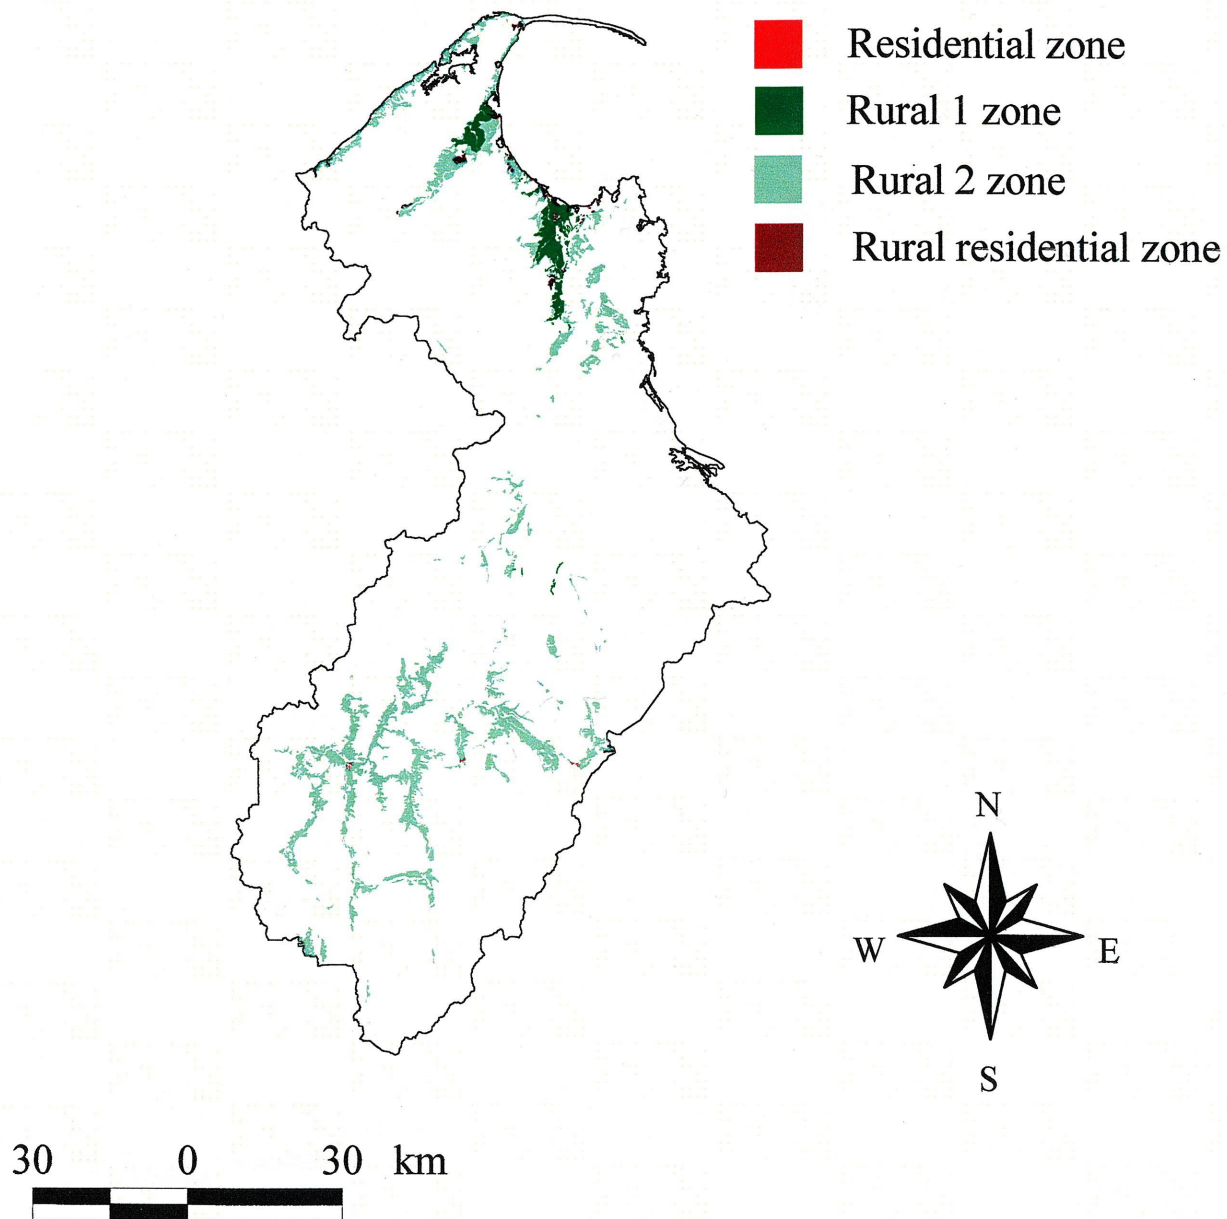 Residential zone
Rural 1 zone
Rural 2 zone
Rural residential zone
N
W E
S
30 0 30 km